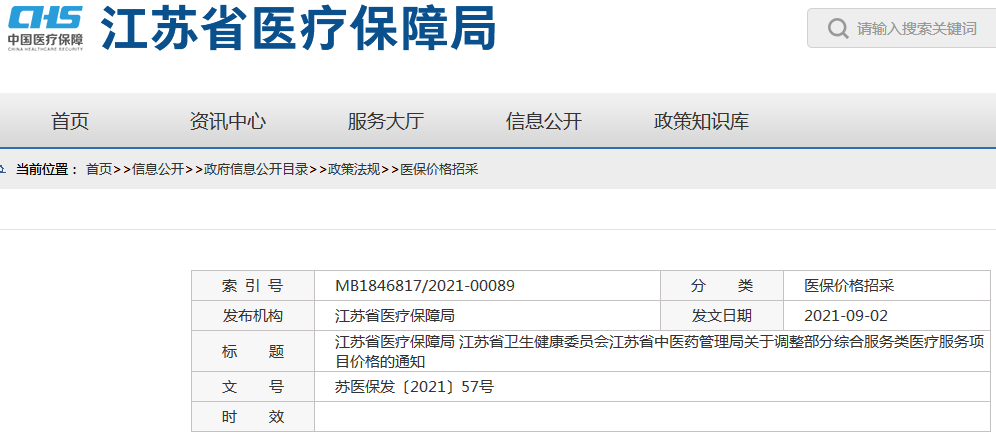 CHS
中国医疗保障
CHINA HEALTHCARE SECURITY
江苏省医疗保障局
请输入搜索关键词
首页 资讯中心 服务大厅 信息公开 政策知识库
当前位置： 首页>>信息公开>>政府信息公开目录>>政策法规>>医保价格招采
索 引 号 MB1846817/2021-00089 分 类 医保价格招采
发布机构 江苏省医疗保障局 发文日期 2021-09-02
标 题 江苏省医疗保障局 江苏省卫生健康委员会江苏省中医药管理局关于调整部分综合服务类医疗服务项
目价格的通知
文 号 苏医保发〔2021〕57号
时 效